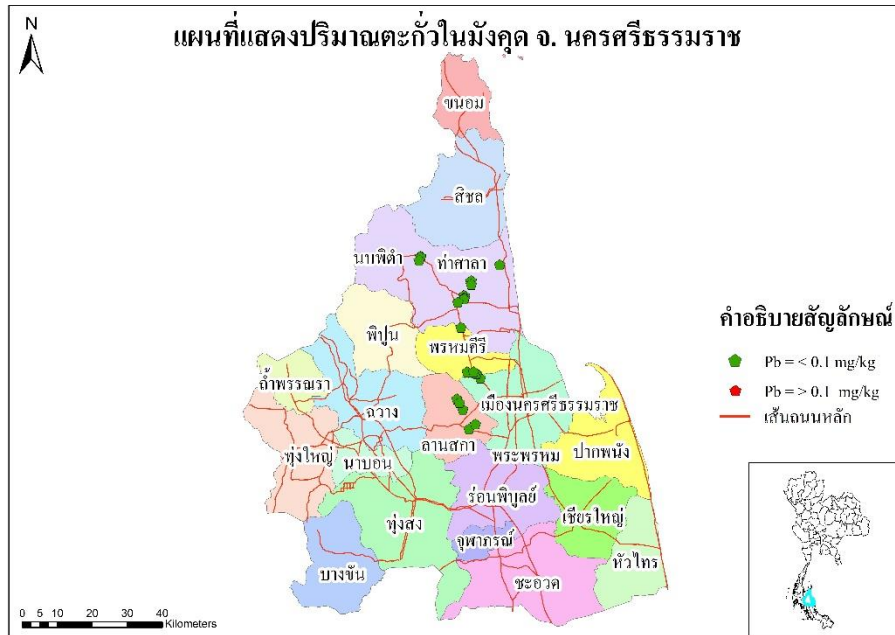 แผนที่แสดงปริมาณตะกั่วในมังคุด จ. นครศรีธรรมราช
N
ขนอม
สิชล
นบพิตำ
ท่าศาลา
พิปูน
พรหมคีรี
ถ้ำพรรณรา
ฉวาง
เมืองนครศรีธรรมราช
ลานสกา
ปากพนัง
พระพรหม
ทุ่งใหญ่
นาบอน
ร่อนพิบูลย์
เชียรใหญ่
ทุ่งสง
จุฬาภรณ์
หัวไทร
บางขัน
ชะอวด
คำอธิบายสัญลักษณ์
Pb = < 0.1 mg/kg
Pb = > 0.1 mg/kg
เส้นถนนหลัก
0 5 10 20 30 40
Kilometers